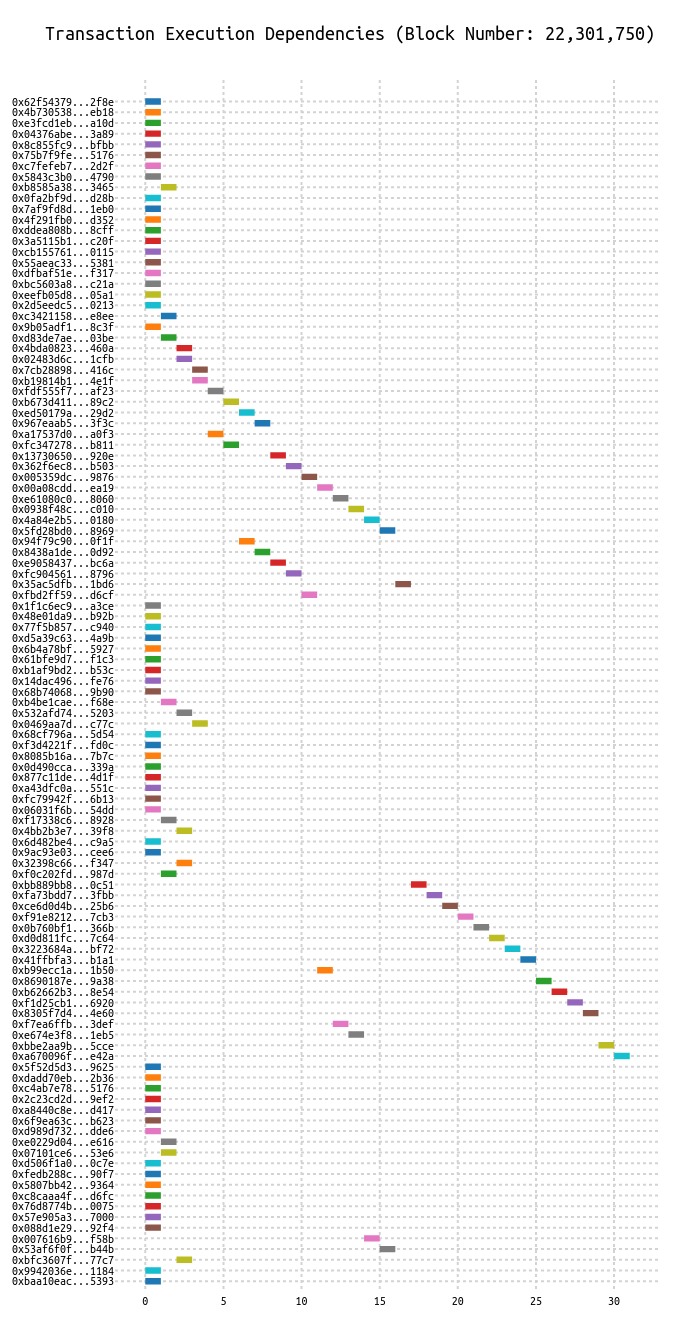 Transaction Execution Dependencies (Block Number: 22,301,750)
0x62f54379...2f8e
0x4b730538...eb18
0xe3fcd1eb...a10d
0x04376abe...3a89
0x8c855fc9...bfbb
0x75b7f9fe...5176
0xc7fefeb7...2d2f
0x5843c3b0...4790
0xb8585a38...3465
0x0fa2bf9d...d28b
0x7af9fd8d...1eb0
0x4f291fb0...d352
0xddea808b...8cff
0x3a5115b1...c20f
0xcb155761...0115
0x55aeac33...5381
0xdfbaf51e...f317
0xbc5603a8...c21a
0xeefb05d8...05a1
0x2d5eedc5...0213
0xc3421158...e8ee
0x9b05adf1...8c3f
0xd83de7ae...03be
0x4bda0823...460a
0x02483d6c...1cfb
0x7cb28898...416c
0xb19814b1...4e1f
0xfdf555f7...af23
0xb673d411...89c2
0xed50179a...29d2
0x967eaab5...3f3c
0xa17537d0...a0f3
0xfc347278...b811
0x13730650...920e
0x362f6ec8...b503
0x005359dc...9876
0x00a08cdd...ea19
0xe61080c0...8060
0x0938f48c...c010
0x4a84e2b5...0180
0x5fd28bd0...8969
0x94f79c90...0f1f
0x8438a1de...0d92
0xe9058437...bc6a
0xfc904561...8796
0x35ac5dfb...1bd6
0xfbd2ff59...d6cf
0x1f1c6ec9...a3ce
0x48e01da9...b92b
0x77f5b857...c940
0xd5a39c63...4a9b
0x6b4a78bf...5927
0x61bfe9d7...f1c3
0xb1af9bd2...b53c
0x14dac496...fe76
0x68b74068...9b90
0xb4be1cae...f68e
0x532afd74...5203
0x0469aa7d...c77c
0x68cf796a...5d54
0xf3d4221f...fd0c
0x8085b16a...7b7c
0x0d490cca...339a
0x877c11de...4d1f
0xa43dfc0a...551c
0xfc79942f...6b13
0x06031f6b...54dd
0xf17338c6...8928
0x4bb2b3e7...39f8
0x6d482be4...c9a5
0x9ac93e03...cee6
0x32398c66...f347
0xf0c202fd...987d
0xbb889bb8...0c51
0xfa73bdd7...3fbb
0xce6d0d4b...25b6
0xf91e8212...7cb3
0x0b760bf1...366b
0xd0d811fc...7c64
0x3223684a...bf72
0x41ffbfa3...b1a1
0xb99ecc1a...1b50
0x8690187e...9a38
0xb62662b3...8e54
0xf1d25cb1...6920
0x8305f7d4...4e60
0xf7ea6ffb...3def
0xe674e3f8...1eb5
0xbbe2aa9b...5cce
0xa670096f...e42a
0x5f52d5d3...9625
0xdadd70eb...2b36
0xc4ab7e78...5176
0x2c23cd2d...9ef2
0xa8440c8e...d417
0x6f9ea63c...b623
0xd989d732...dde6
0xe0229d04...e616
0x07101ce6...53e6
0xd506f1a0...0c7e
0xfedb288c...90f7
0x5807bb42...9364
0xc8caaa4f...d6fc
0x76d8774b...0075
0x57e905a3...7000
0x088d1e29...92f4
0x007616b9...f58b
0x53af6f0f...b44b
0xbfc3607f...77c7
0x9942036e...1184
0xbaa10eac...5393
0 5 10 15 20 25 30